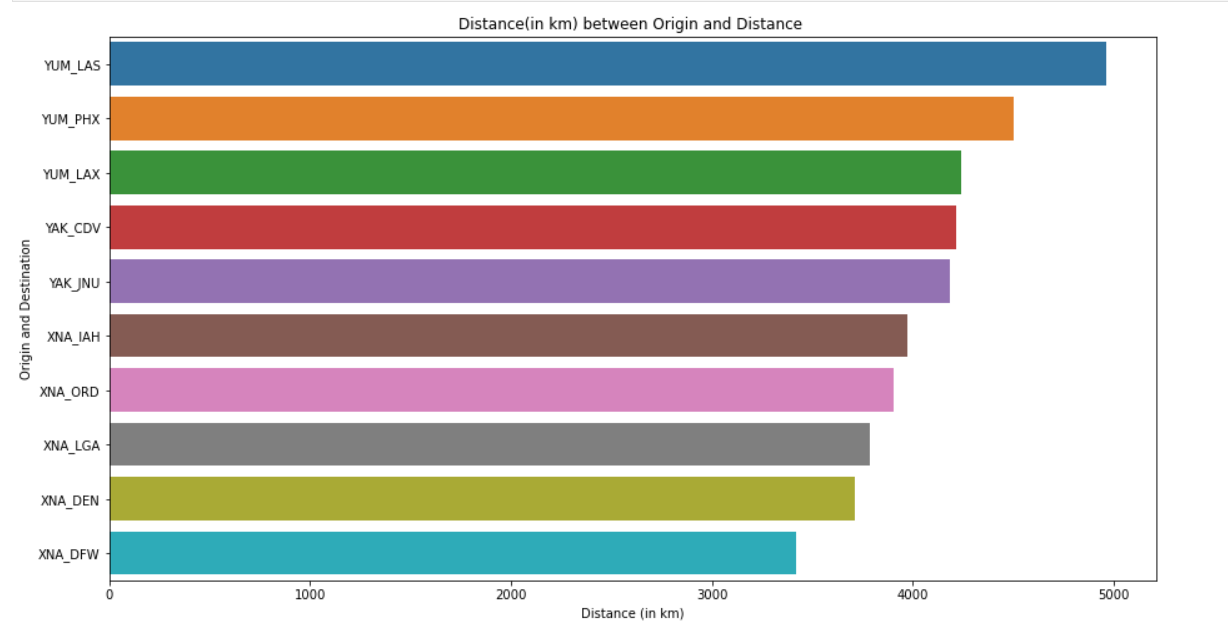 Distance(in km) between Origin and Distance
YUM_LAS
YUM_PHX
YUM_LAX
YAK_CDV
YAK_JNU
XNA_IAH
XNA_ORD
XNA_LGA
XNA_DEN
XNA_DFW
Origin and Destination
0 1000 2000 3000 4000 5000
Distance (in km)